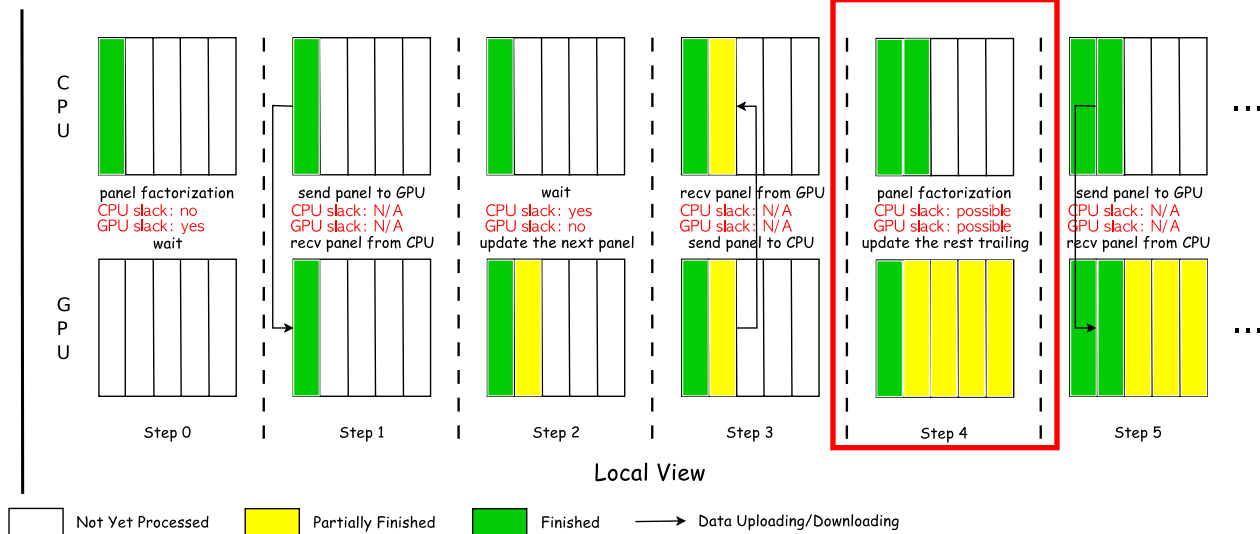 C
P
U
panel factorization
CPU slack: no
GPU slack: yes
wait
send panel to GPU
CPU slack: N/A
GPU slack: N/A
recv panel from CPU
wait
CPU slack: yes
GPU slack: no
update the next panel
recv panel from GPU
CPU slack: N/A
GPU slack: N/A
send panel to CPU
panel factorization
CPU slack: possible
GPU slack: possible
update the rest trailing
send panel to GPU
CPU slack: N/A
GPU slack: N/A
recv panel from CPU
...
G
P
U
...
Step 0
Step 1
Step 2
Step 3
Step 4
Step 5
Local View
Not Yet Processed
Partially Finished
Finished
Data Uploading/Downloading